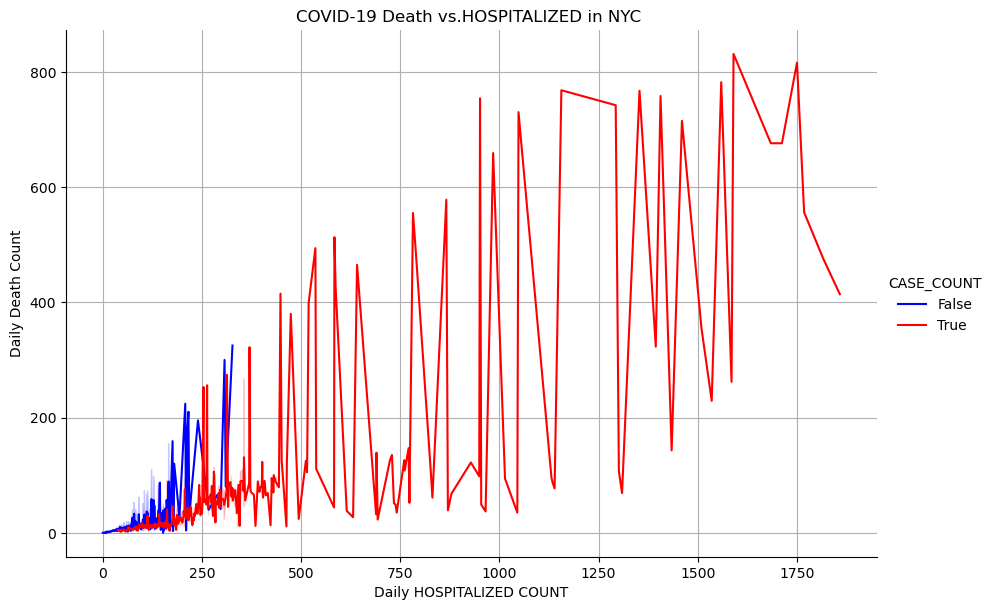 COVID-19 Death vs.HOSPITALIZED in NYC
800
600
400
200
0
Daily Death Count
0 250 500 750 1000 1250 1500 1750
Daily HOSPITALIZED COUNT
CASE_COUNT
False
True